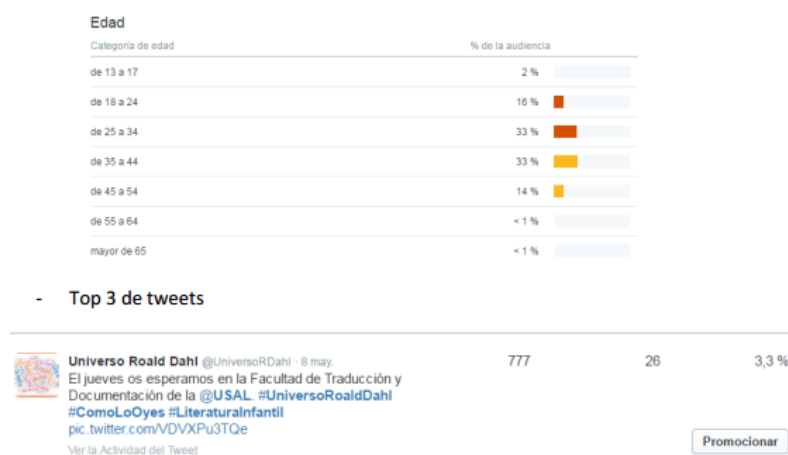 Edad
Categoría de edad % de la audiencia
de 13 a 17 2 %
de 18 a 24 16 %
de 25 a 34 33 %
de 35 a 44 33 %
de 45 a 54 14 %
de 55 a 64 < 1 %
mayor de 65 < 1 %
- Top 3 de tweets
Universo Roald Dahl @UniversoRDahl · 8 may. 777 26 3,3 %
El jueves os esperamos en la Facultad de Traducción y
Documentación de la @USAL. #UniversoRoaldDahl
#ComoLoOyes #LiteraturaInfantil
pic.twitter.com/VDVXPu3TQe
Promocionar
Ver la Actividad del Tweet